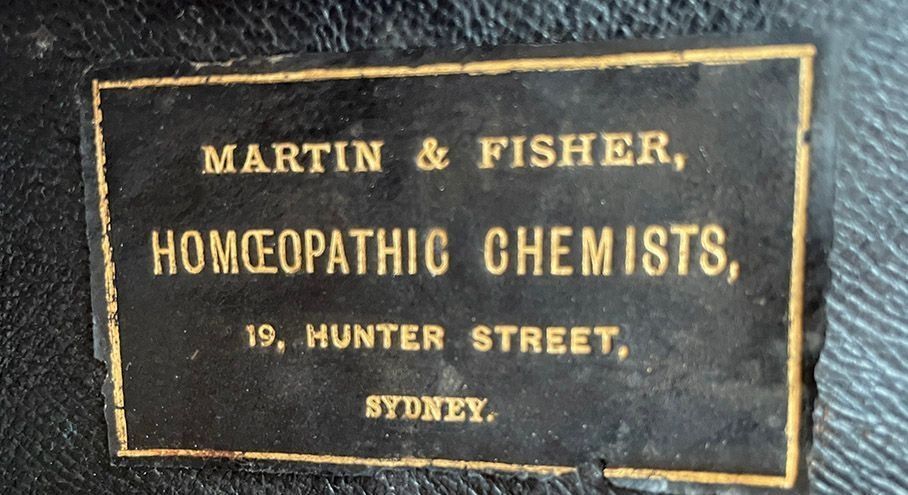 MARTIN & FISHER,
HOMŒOPATHIC CHEMISTS,
19, HUNTER STREET,
SYDNEY.